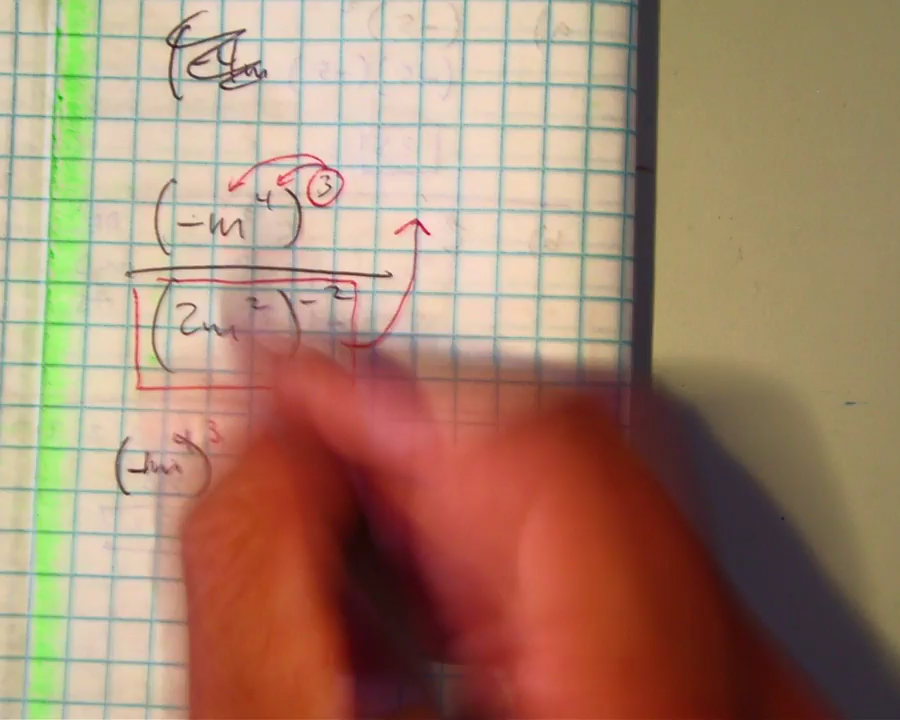 (-m⁴)³
(2m²)⁻²
(-m⁴)³